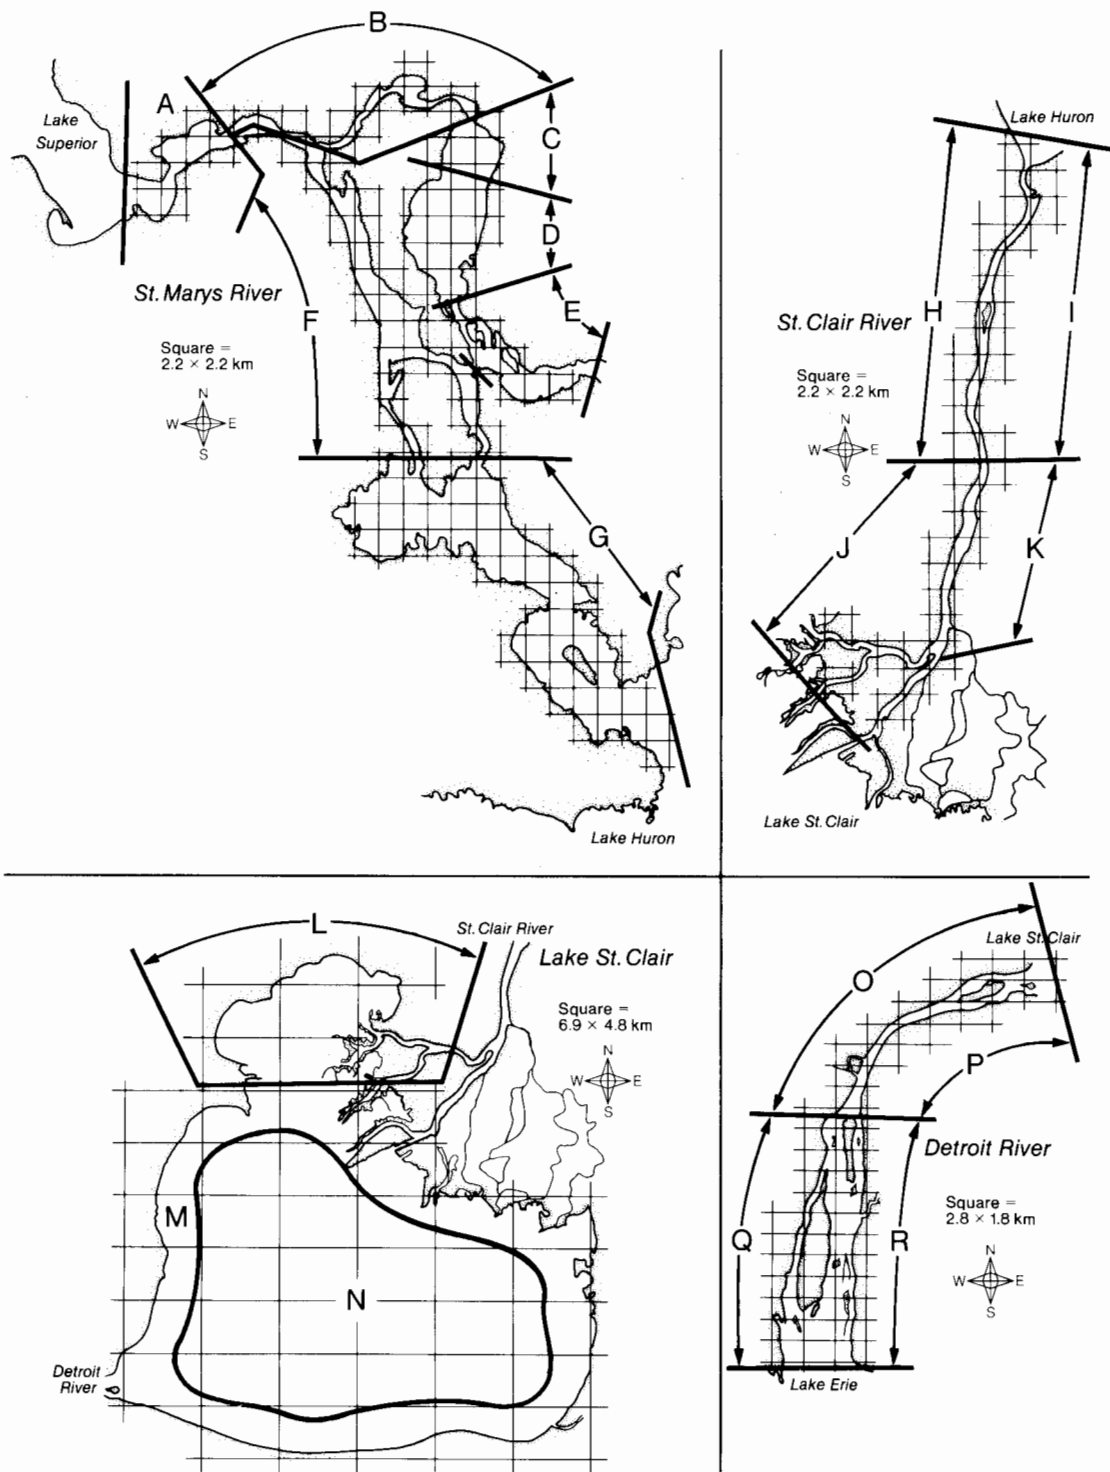 B
A
Lake
Superior
C
D
St. Marys River
F
E
Square =
2.2 × 2.2 km
N
W E
S
G
Lake Huron
Lake Huron
St. Clair River
H
I
Square =
2.2 × 2.2 km
N
W E
S
J
K
Lake St. Clair
L
St. Clair River
Lake St. Clair
Square =
6.9 × 4.8 km
N
W E
S
M
N
Detroit
River
Lake St. Clair
O
P
Detroit River
Square =
2.8 × 1.8 km
N
W E
S
Q
R
Lake Erie